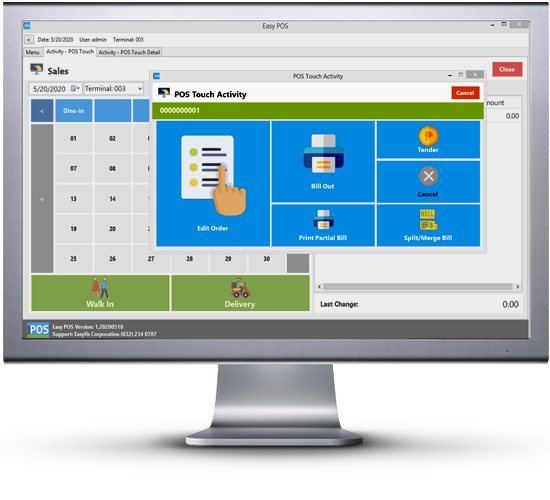 Easy POS
Date: 5/20/2020 User: admin Terminal: 003
Menu Activity - POS Touch Activity - POS Touch Detail
Sales
Close
5/20/2020 Terminal: 003
< Dine-in
01 02
07 08
< 13 14
19 20
25 26 27 28 29 30
Walk In Delivery
POS Touch Activity
POS Touch Activity
Cancel
0000000001
Edit Order
Bill Out
Tender
Cancel
Print Partial Bill
BILL
Split/Merge Bill
mount
0.00
Last Change: 0.00
POS
Easy POS Version: 1.20200518
Support: Easyfis Corporation (032) 234 0787